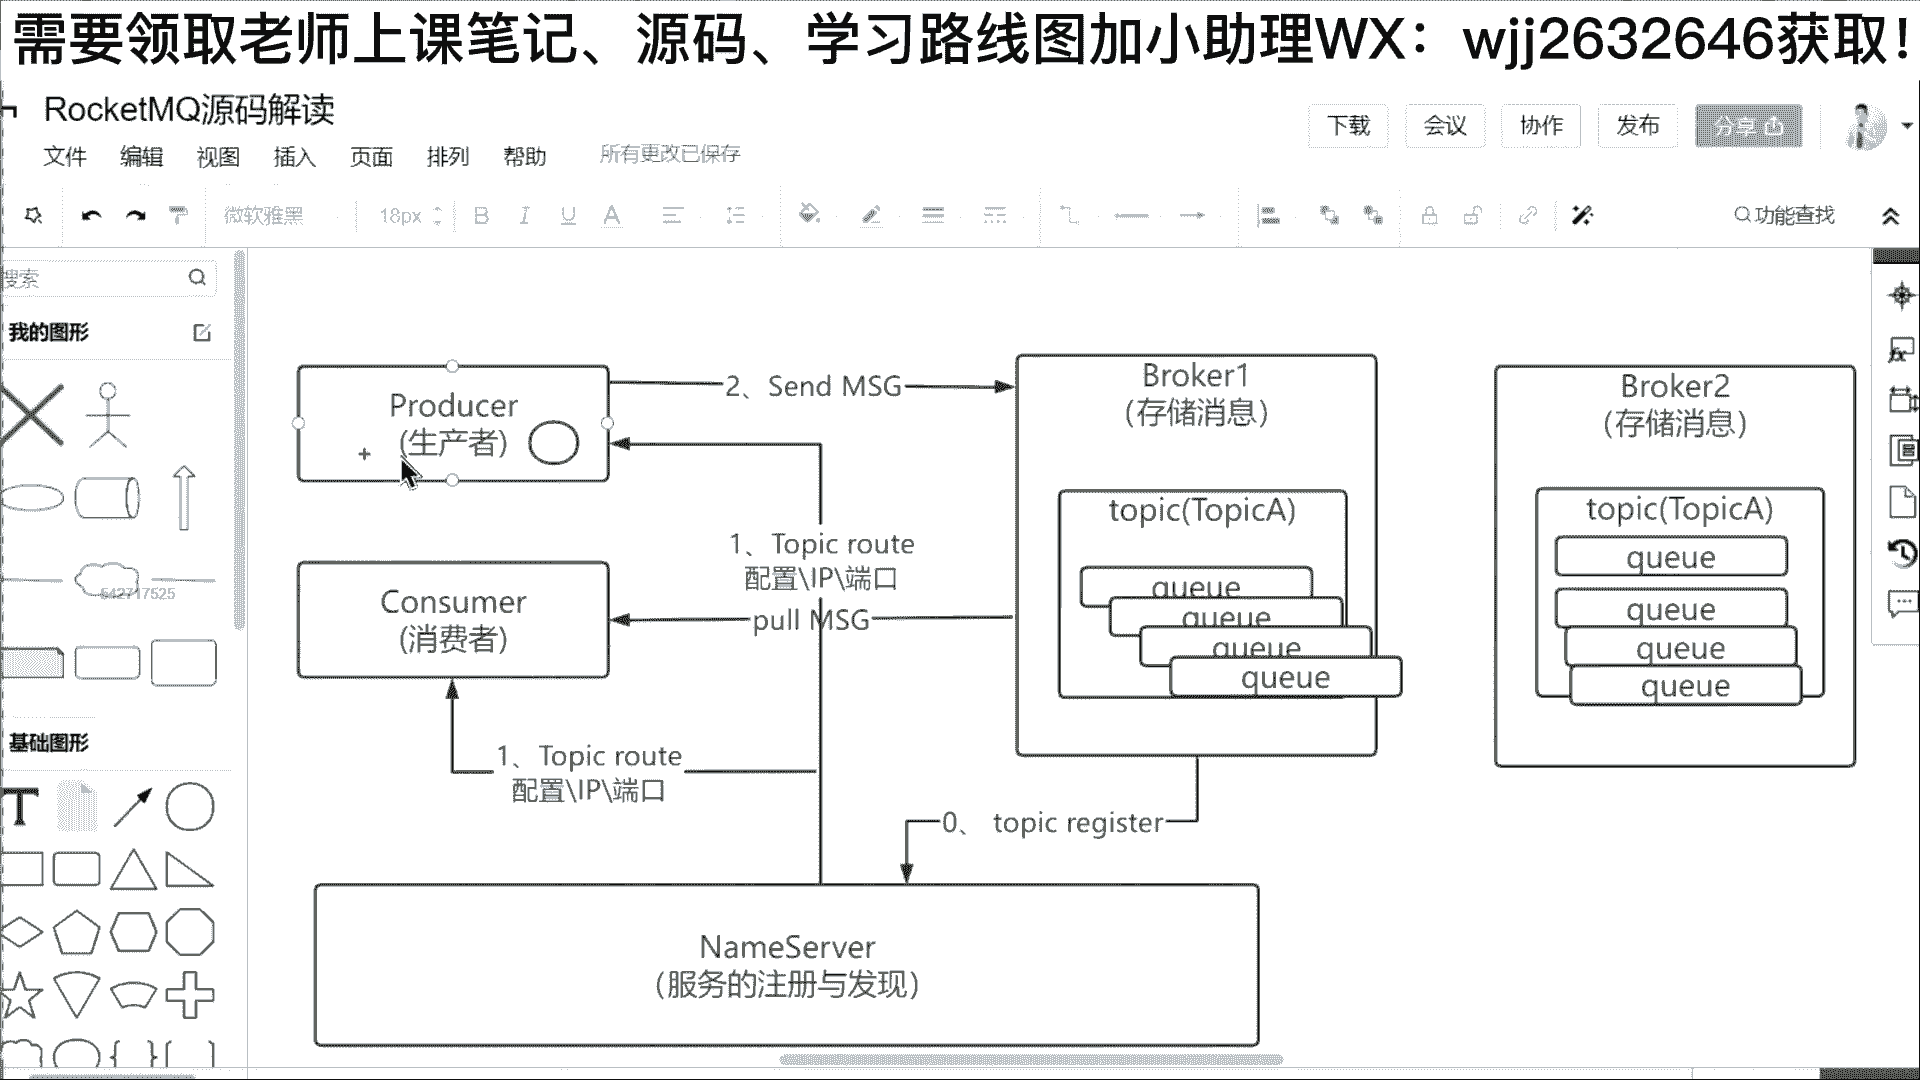 需要领取老师上课笔记、源码、学习路线图加小助理WX：wjj2632646获取！
RocketMQ源码解读
文件 编辑 视图 插入 页面 排列 帮助 所有更改已保存
下载 会议 协作 发布 分享
微软雅黑 18px B I U A 功能查找
搜索
我的图形
642717525
基础图形
T
Producer
(生产者)
2、Send MSG
Broker1
（存储消息）
Broker2
（存储消息）
topic(TopicA)
queue
queue
queue
queue
topic(TopicA)
queue
queue
queue
queue
1、Topic route
配置\IP\端口
Consumer
(消费者)
pull MSG
1、Topic route
配置\IP\端口
0、 topic register
NameServer
（服务的注册与发现）